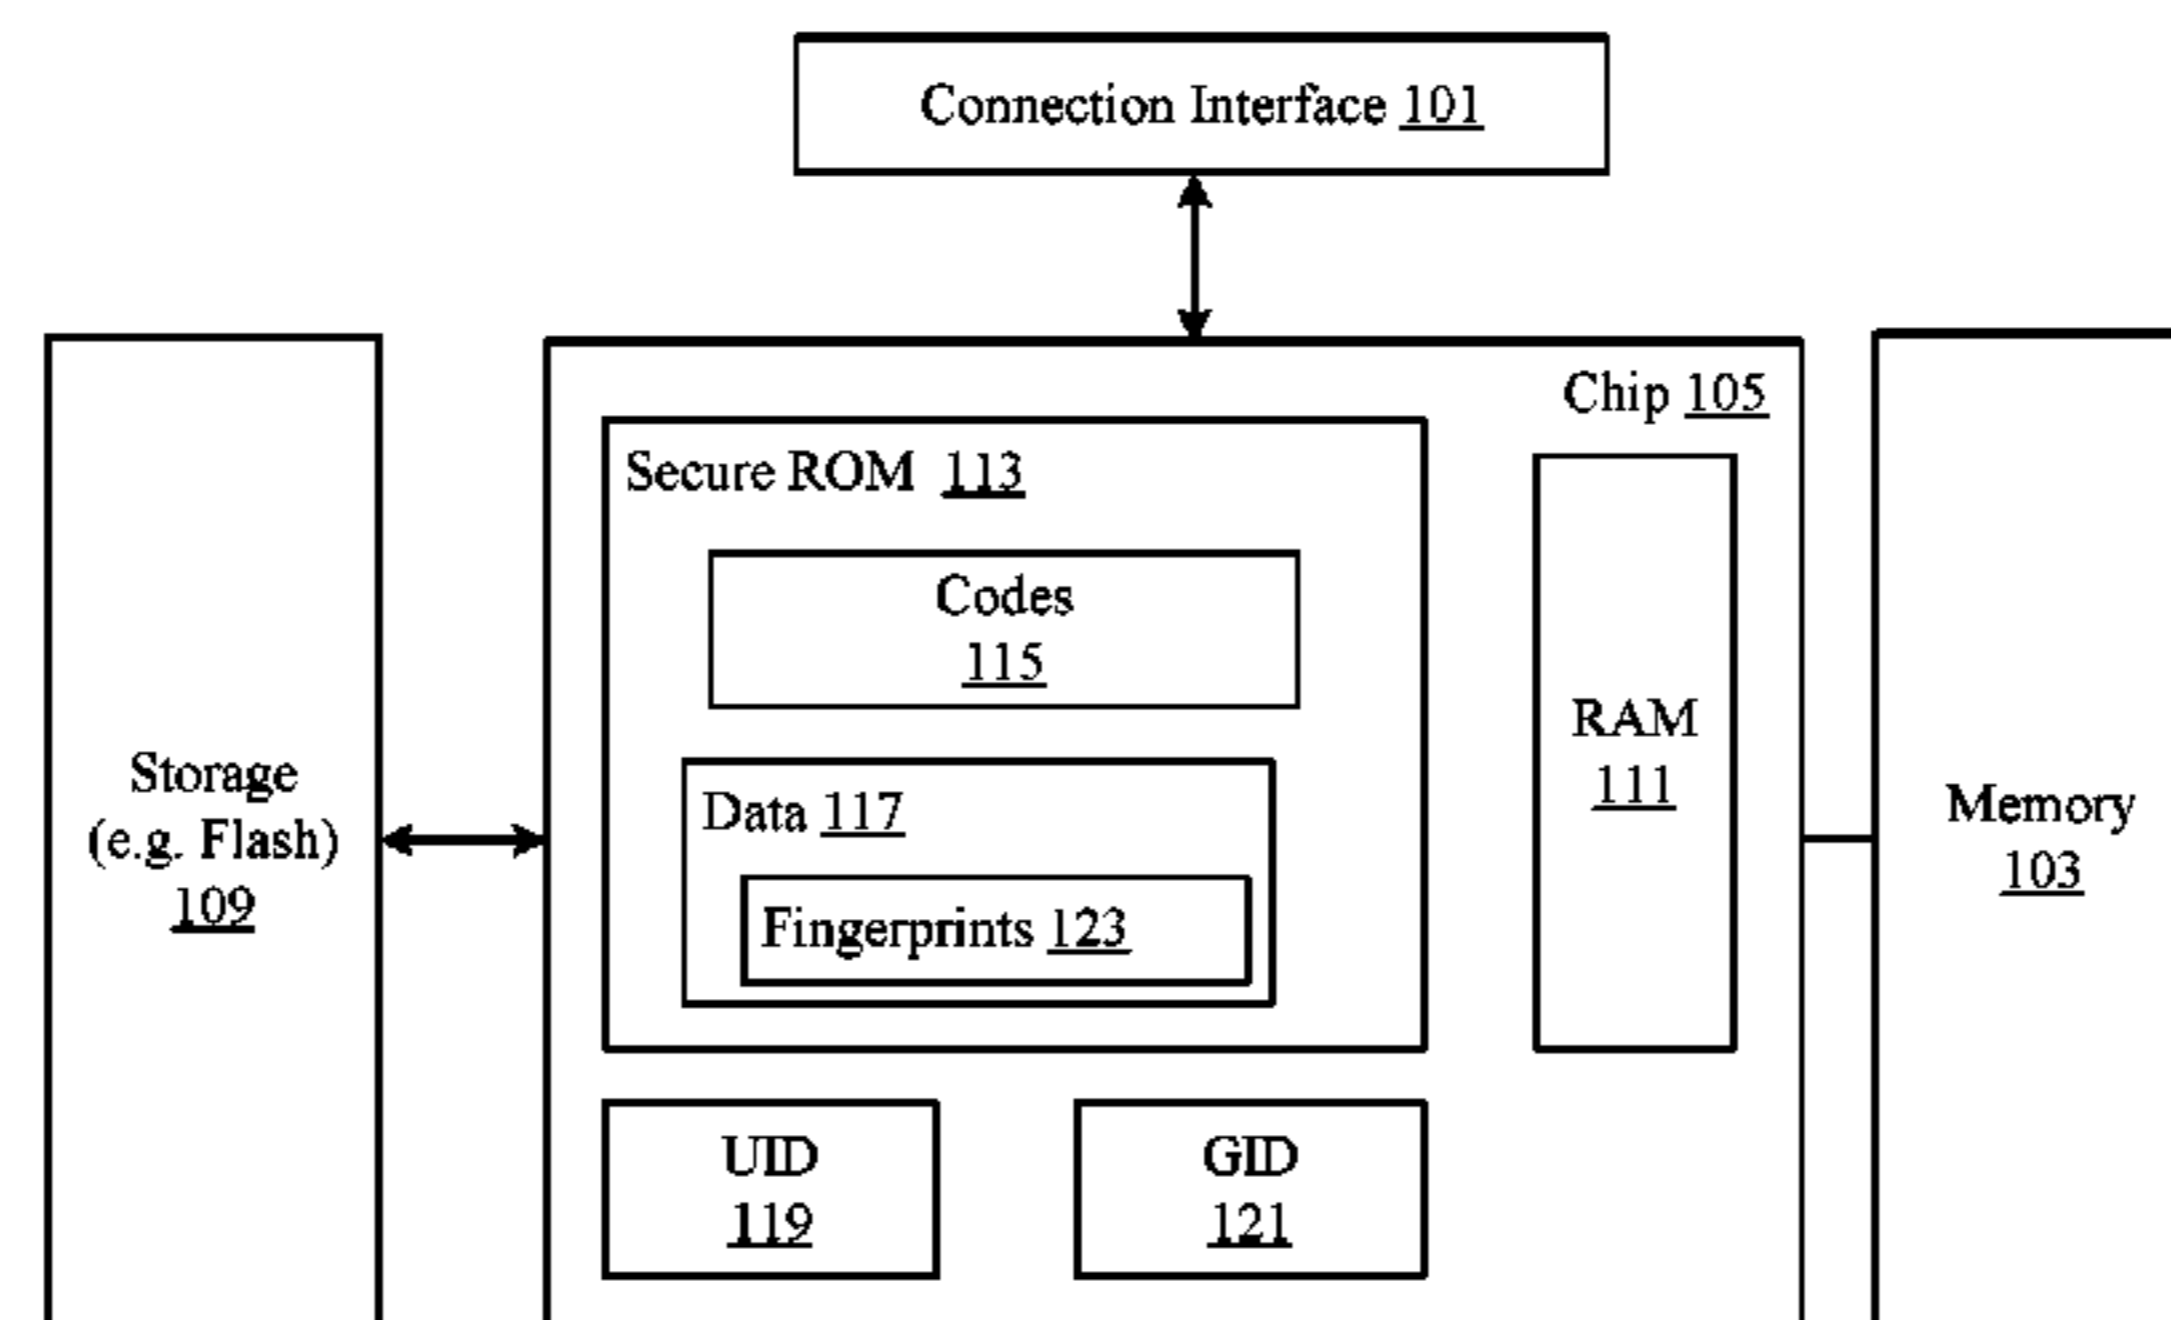 Connection Interface 101
Chip 105
Secure ROM 113
Codes
115
Data 117
Fingerprints 123
RAM
111
Storage
(e.g. Flash)
109
Memory
103
UID
119
GID
121